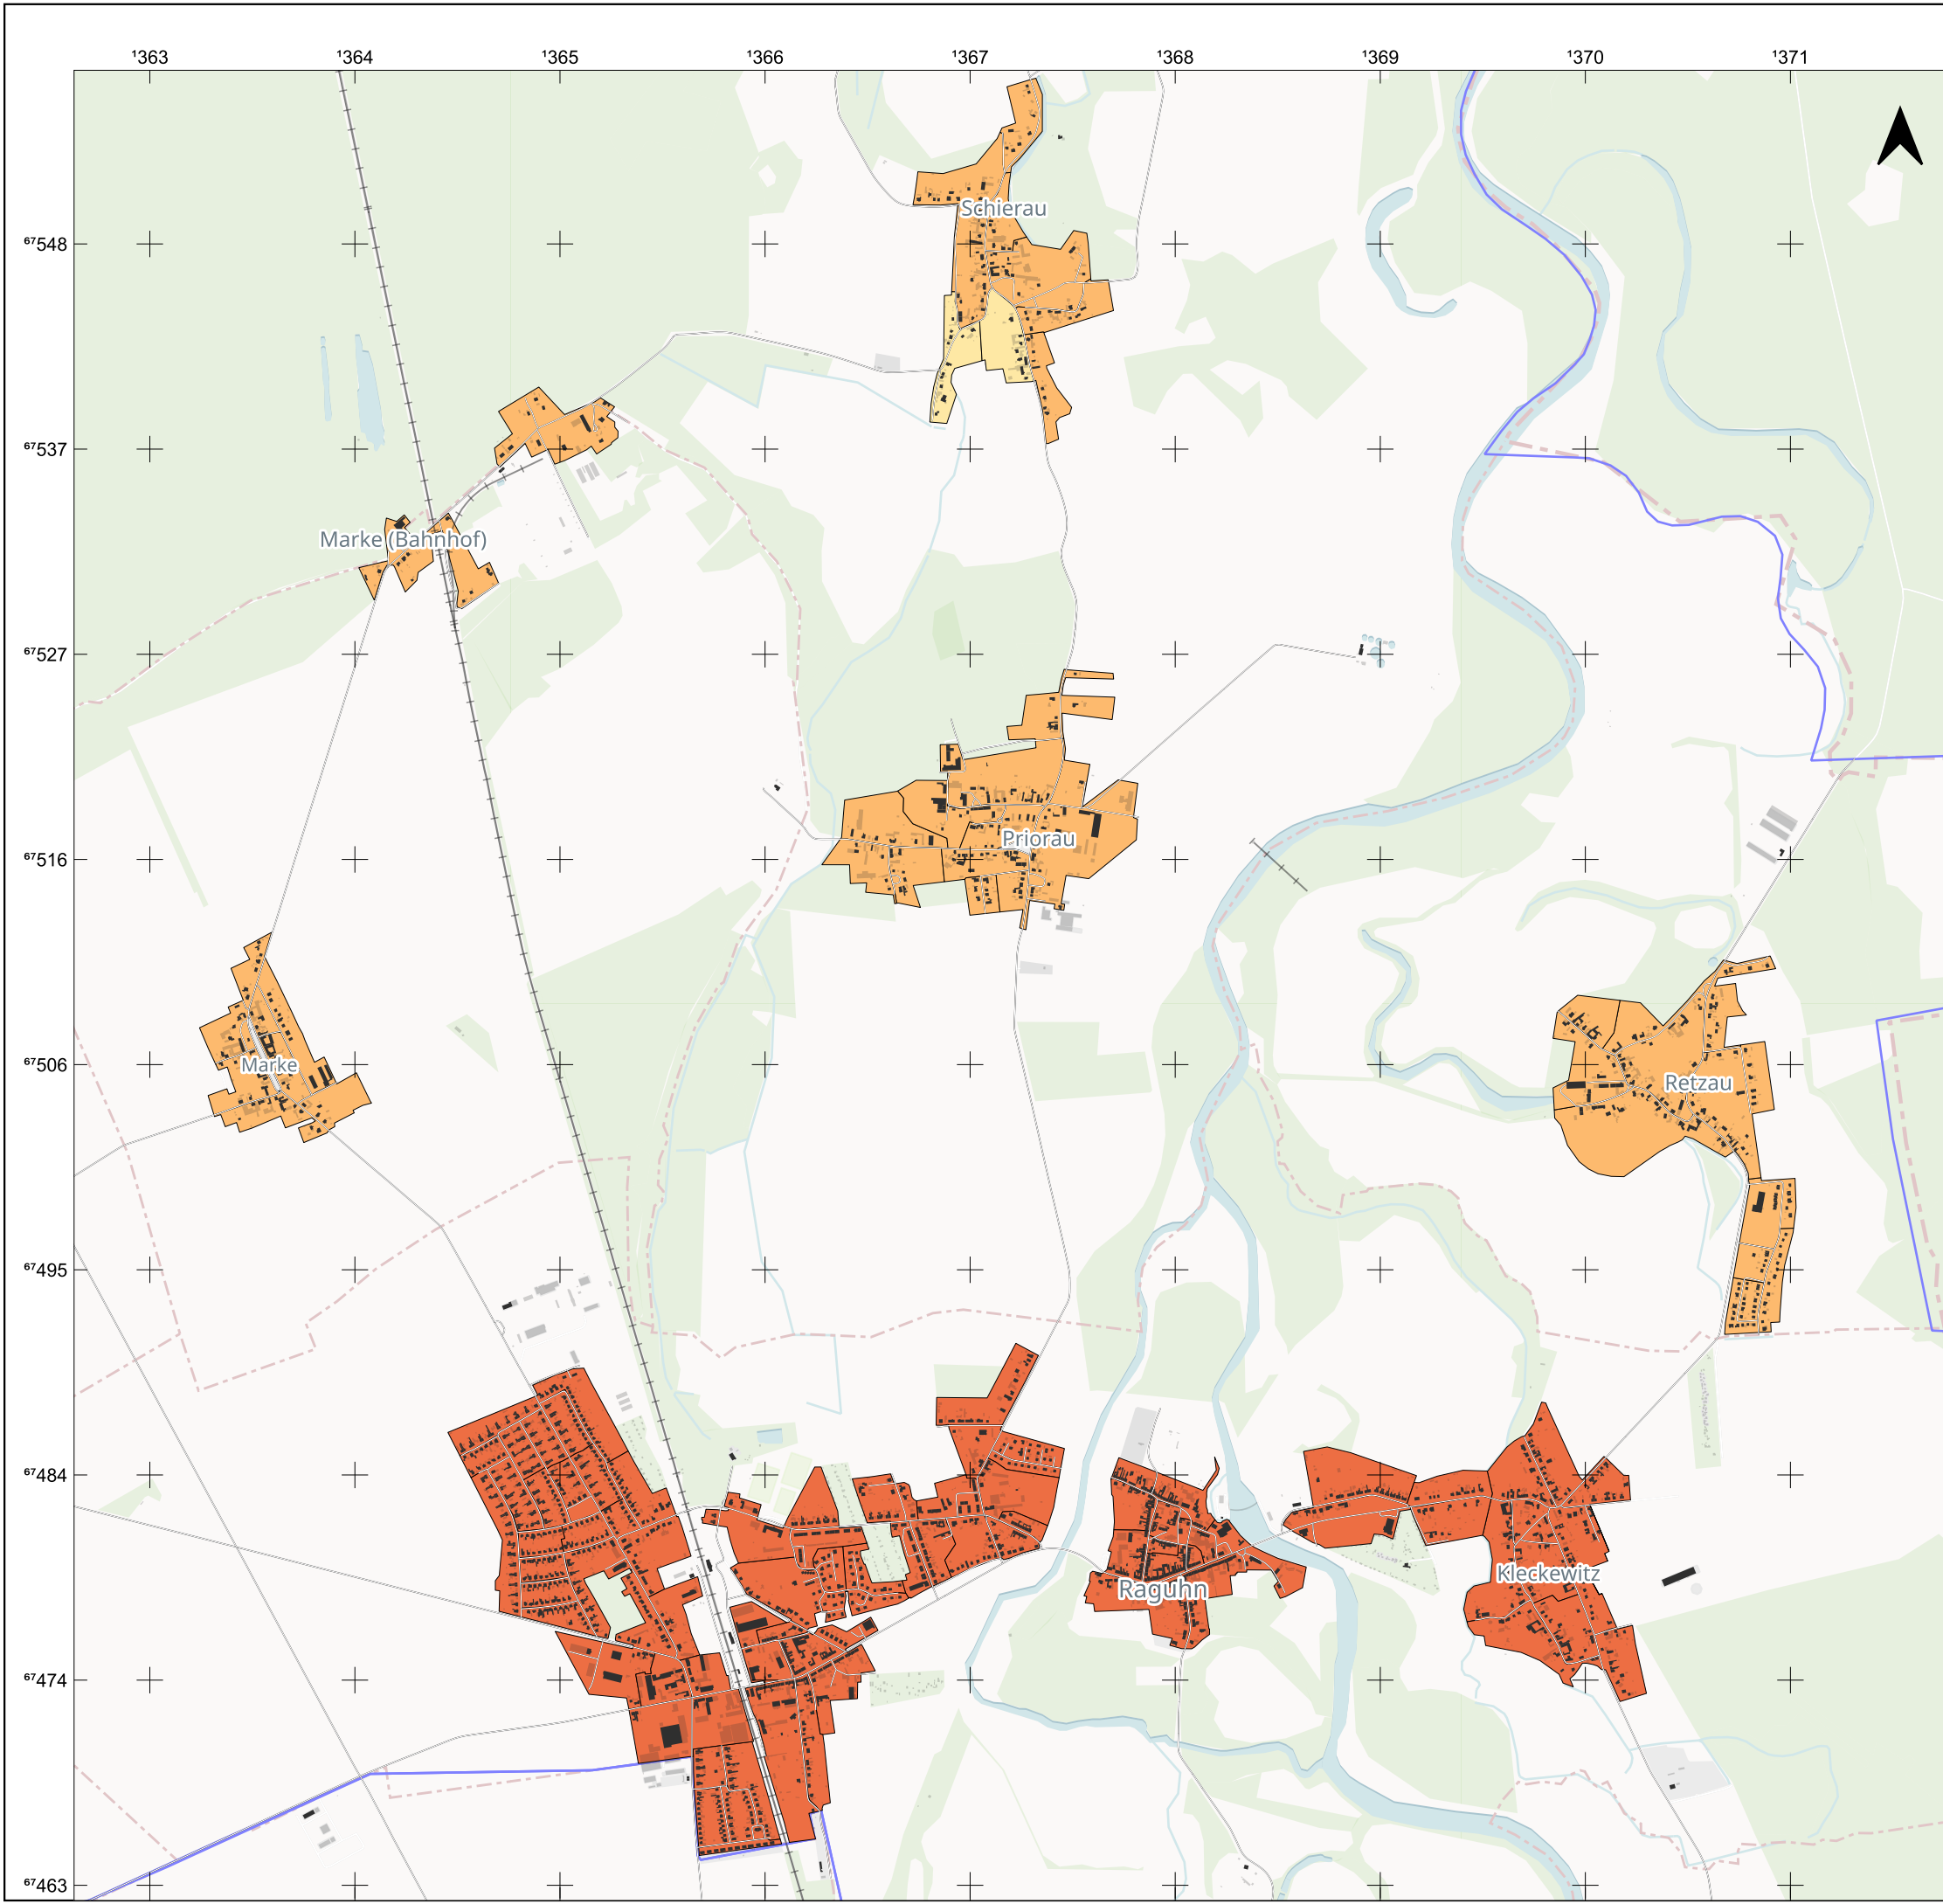 ¹363 ¹364 ¹365 ¹366 ¹367 ¹368 ¹369 ¹370 ¹371
Schierau
⁶⁷548
⁶⁷537
Marke (Bahnhof)
⁶⁷527
Priorau
⁶⁷516
⁶⁷506
Marke
Retzau
⁶⁷495
⁶⁷484
Kleckewitz
Raguhn
⁶⁷474
⁶⁷463